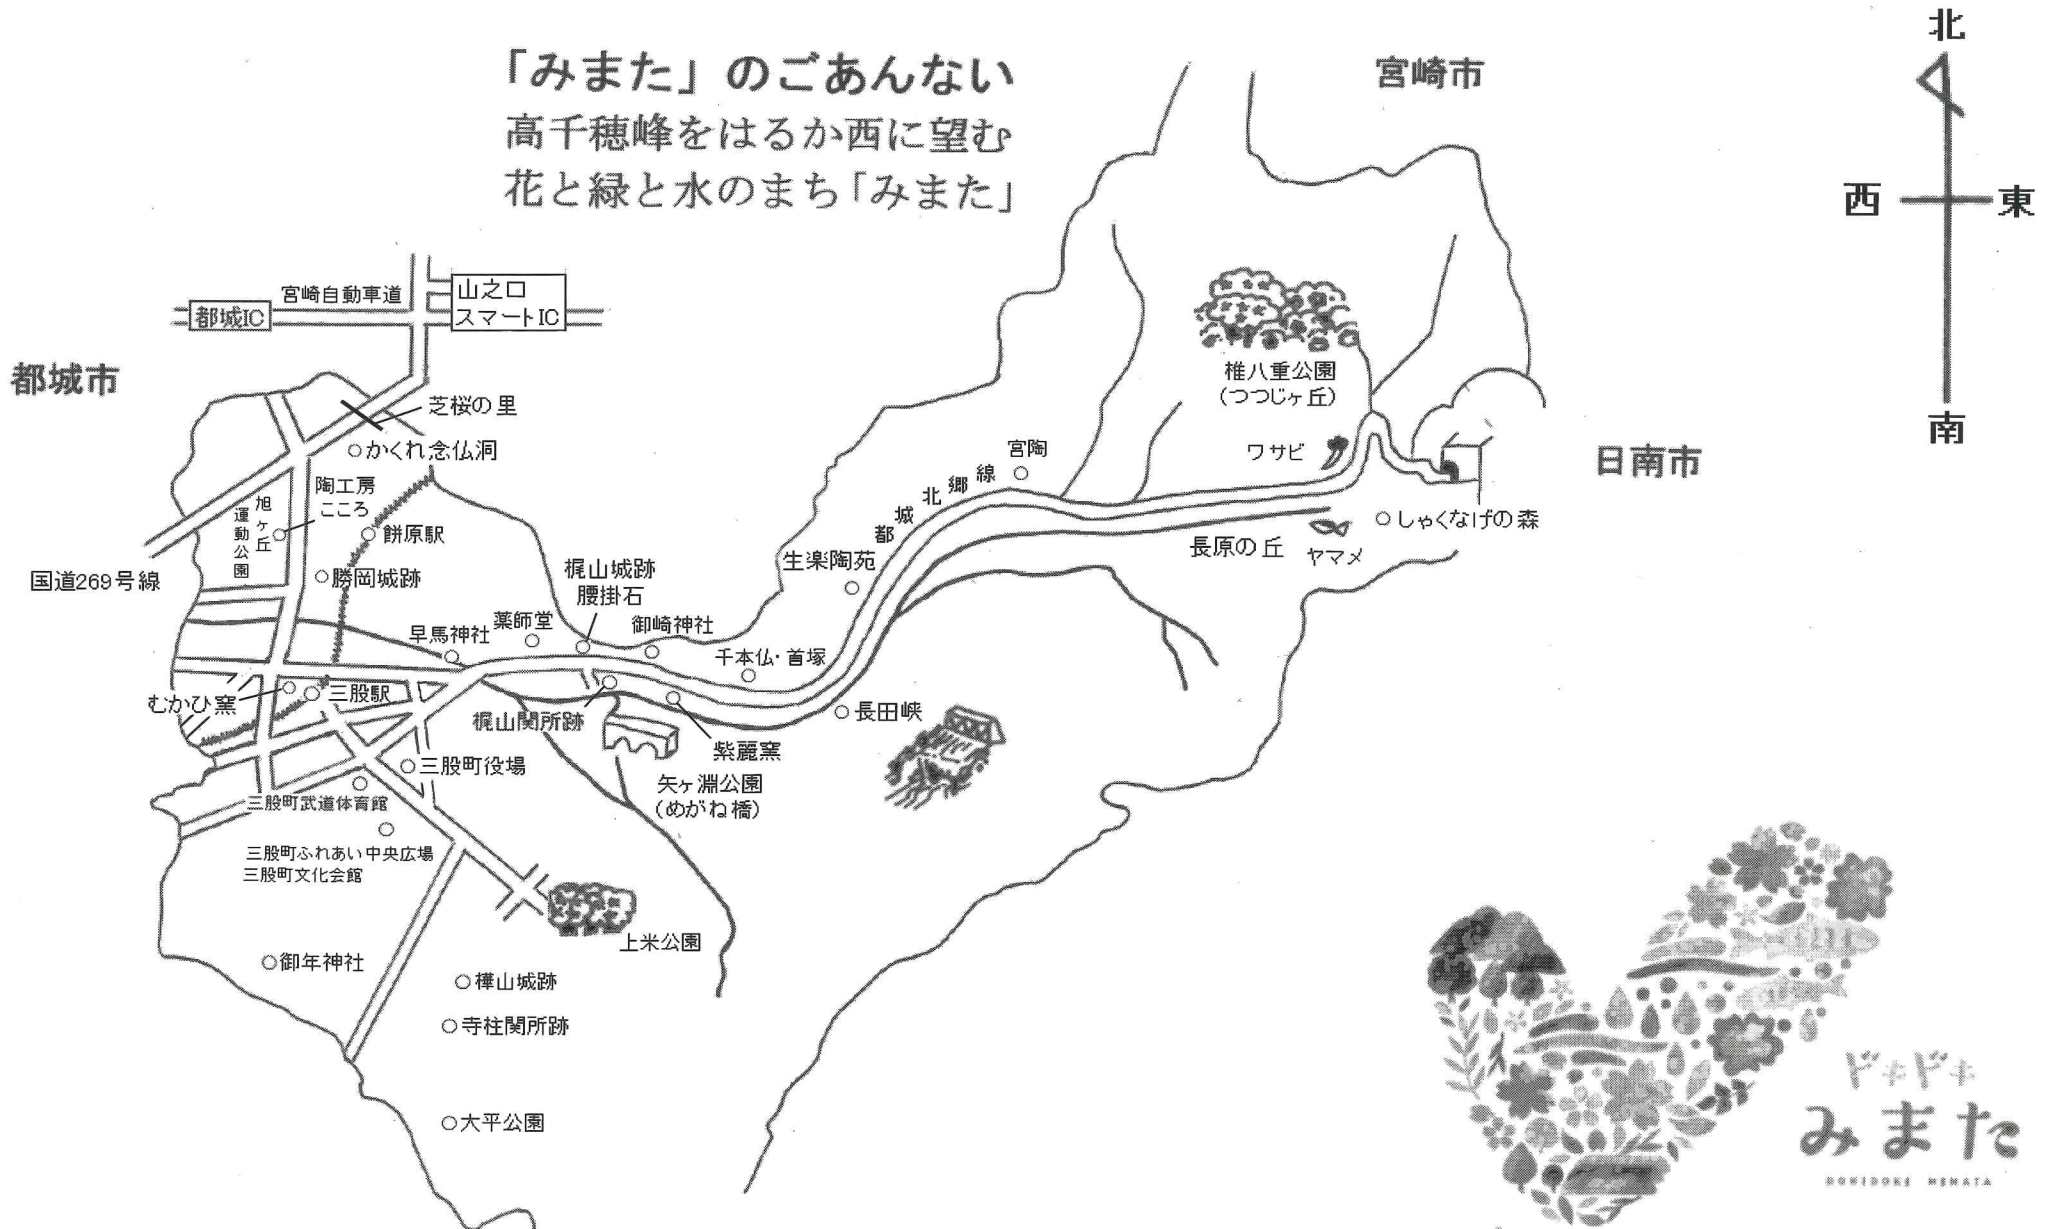 「みまた」のごあんない
高千穂峰をはるか西に望む
花と緑と水のまち「みまた」
北
西
東
南
宮崎市
都城市
日南市
宮崎自動車道
都城IC
山之口
スマートIC
芝桜の里
かくれ念仏洞
陶工房
こころ
旭ヶ丘
運動公園
餅原駅
国道269号線
勝岡城跡
早馬神社
薬師堂
梶山城跡
腰掛石
御崎神社
千本仏・首塚
生楽陶苑
都城北郷線
宮陶
椎八重公園
(つつじヶ丘)
ワサビ
しゃくなげの森
長原の丘
ヤマメ
むかひ窯
三股駅
梶山関所跡
紫麗窯
長田峡
矢ヶ淵公園
(めがね橋)
三股町役場
三股町武道体育館
三股町ふれあい中央広場
三股町文化会館
上米公園
御年神社
樺山城跡
寺柱関所跡
大平公園
ドキドキ
みまた
DOKIDOKI MIMATA